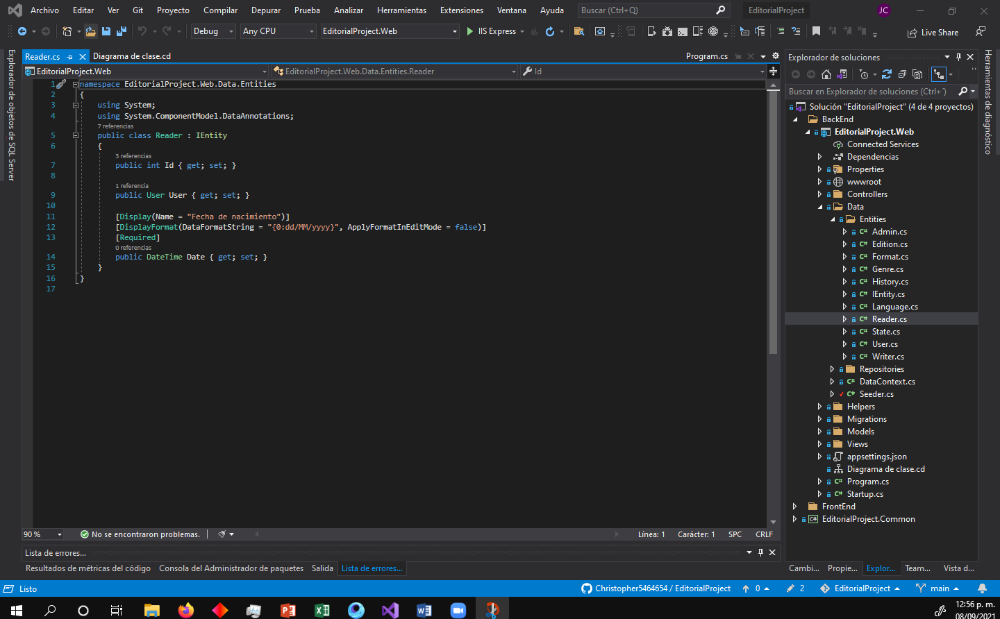 Archivo Editar Ver Git Proyecto Compilar Depurar Prueba Analizar Herramientas Extensiones Ventana Ayuda Buscar (Ctrl+Q) EditorialProject JC
Debug Any CPU EditorialProject.Web IIS Express Live Share
Explorador de objetos de SQL Server
Reader.cs Diagrama de clase.cd Program.cs
EditorialProject.Web EditorialProject.Web.Data.Entities.Reader Id
1 namespace EditorialProject.Web.Data.Entities
2 {
3 using System;
4 using System.ComponentModel.DataAnnotations;
7 referencias
5 public class Reader : IEntity
6 {
3 referencias
7 public int Id { get; set; }
8
1 referencia
9 public User User { get; set; }
10
11 [Display(Name = "Fecha de nacimiento")]
12 [DisplayFormat(DataFormatString = "{0:dd/MM/yyyy}", ApplyFormatInEditMode = false)]
13 [Required]
0 referencias
14 public DateTime Date { get; set; }
15 }
16 }
17
90 % No se encontraron problemas. Línea: 1 Carácter: 1 SPC CRLF
Lista de errores...
Resultados de métricas del código Consola del Administrador de paquetes Salida Lista de errores...
Explorador de soluciones
Buscar en Explorador de soluciones (Ctrl+´)
Solución "EditorialProject" (4 de 4 proyectos)
BackEnd
EditorialProject.Web
Connected Services
Dependencias
Properties
wwwroot
Controllers
Data
Entities
C# Admin.cs
C# Edition.cs
C# Format.cs
C# Genre.cs
C# History.cs
C# IEntity.cs
C# Language.cs
C# Reader.cs
C# State.cs
C# User.cs
C# Writer.cs
Repositories
C# DataContext.cs
C# Seeder.cs
Helpers
Migrations
Models
Views
appsettings.json
Diagrama de clase.cd
C# Program.cs
C# Startup.cs
FrontEnd
C# EditorialProject.Common
Cambi... Propie... Explor... Team... Vista d...
Herramientas de diagnóstico
Listo Christopher5464654 / EditorialProject 0 2 EditorialProject main
12:56 p. m.
08/09/2021